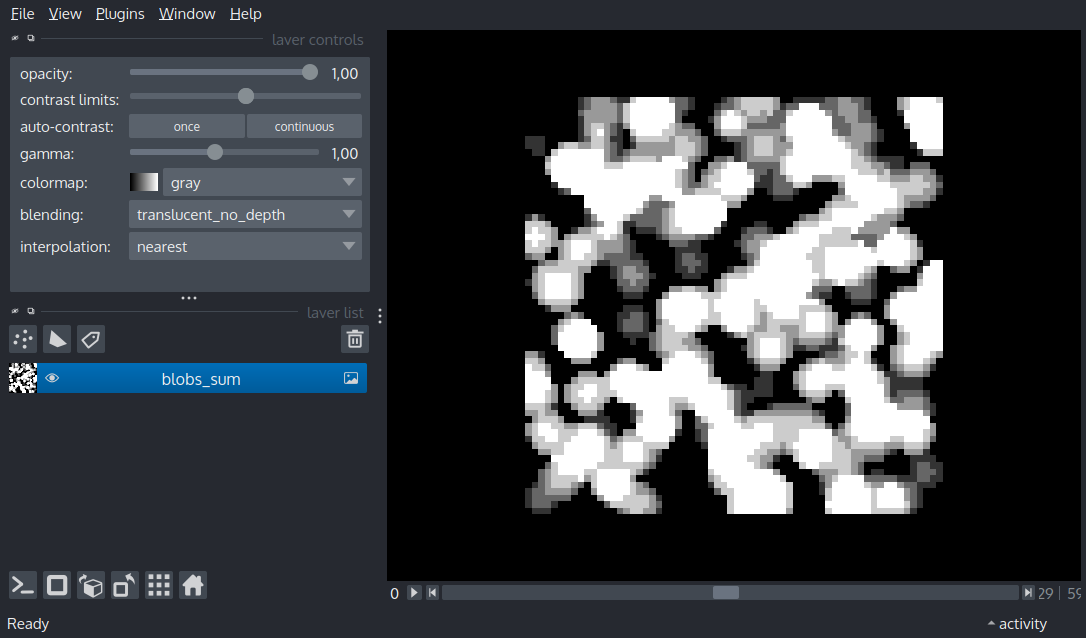 File View Plugins Window Help
layer controls
opacity: 1,00
contrast limits:
auto-contrast: once continuous
gamma: 1,00
colormap: gray
blending: translucent_no_depth
interpolation: nearest
layer list
blobs_sum
0 29 59
Ready activity